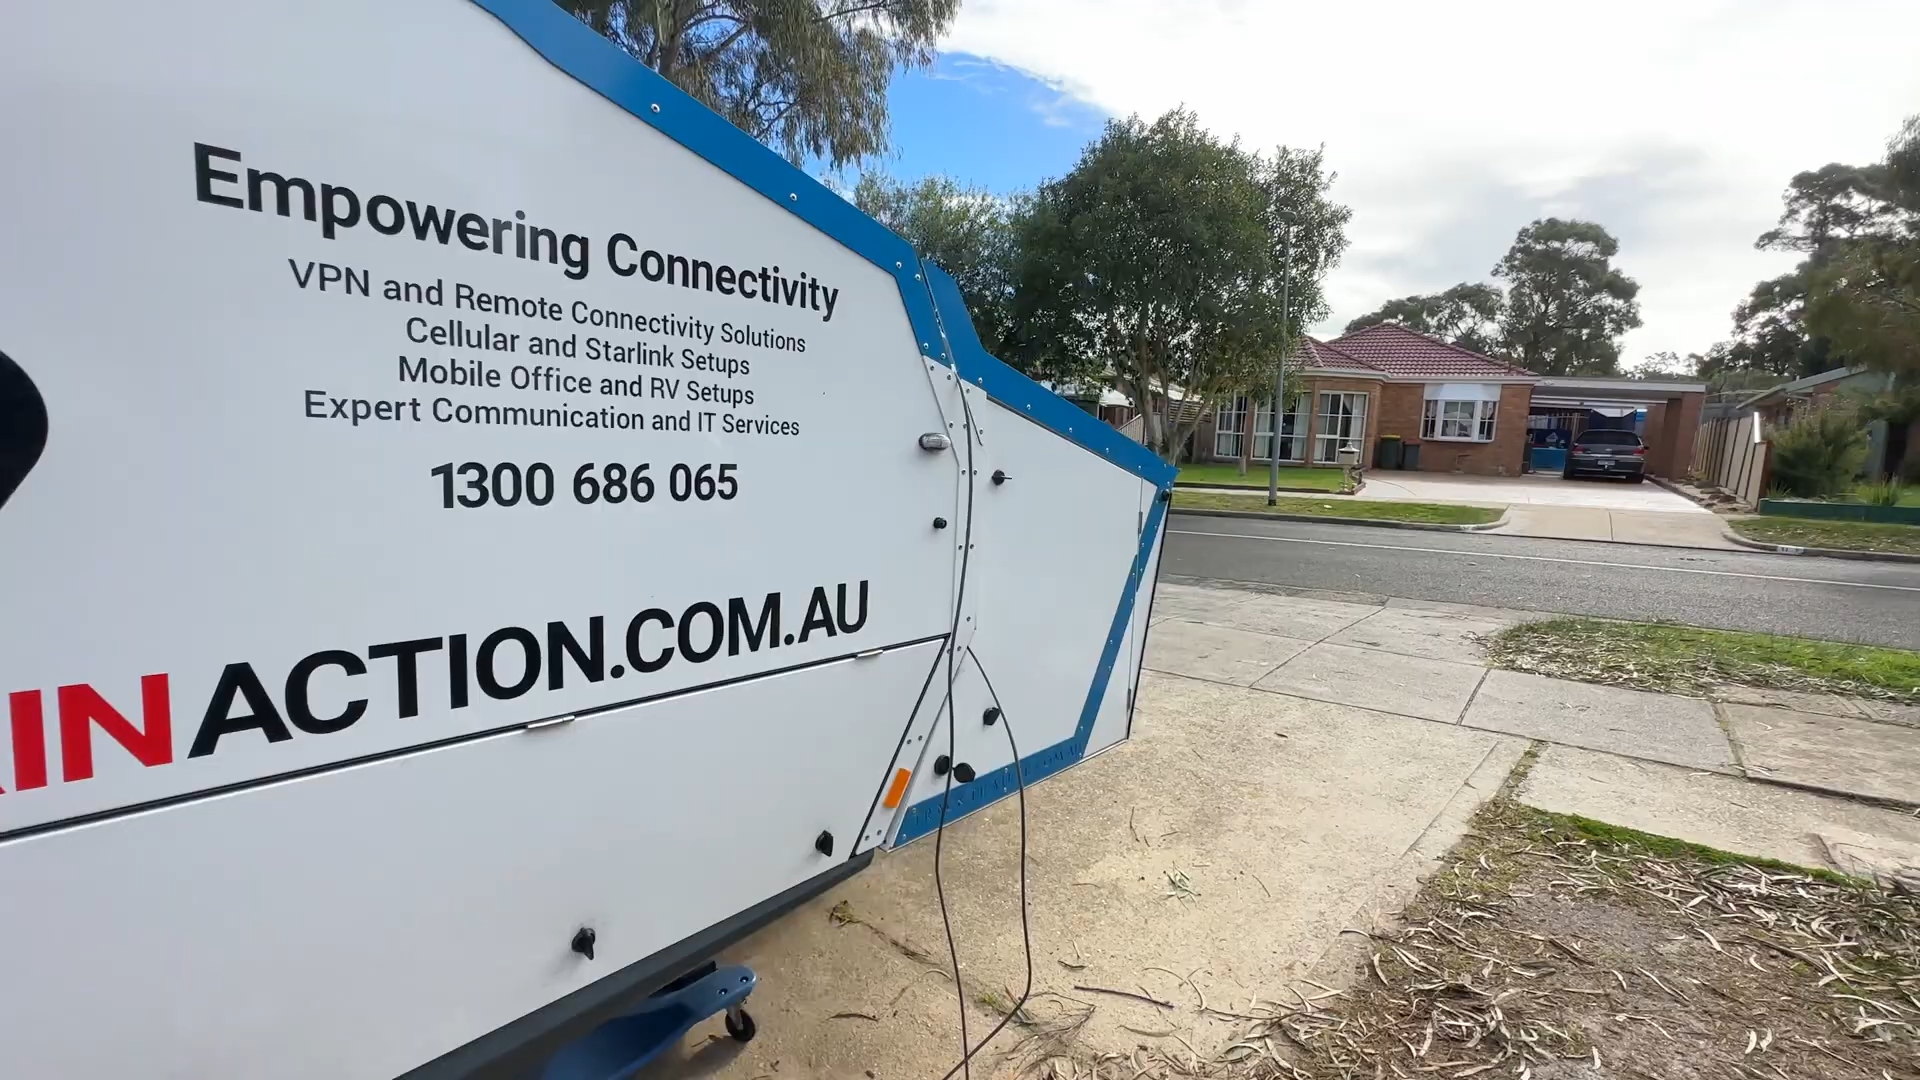 Empowering Connectivity
VPN and Remote Connectivity Solutions
Cellular and Starlink Setups
Mobile Office and RV Setups
Expert Communication and IT Services
1300 686 065
INACTION.COM.AU